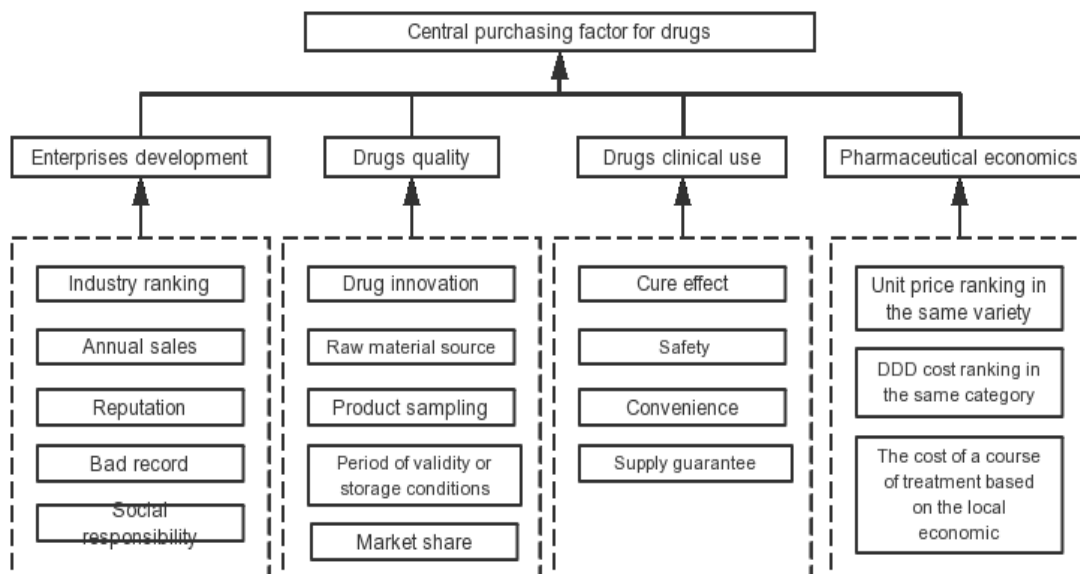 Central purchasing factor for drugs
Enterprises development
Drugs quality
Drugs clinical use
Pharmaceutical economics
Industry ranking
Annual sales
Reputation
Bad record
Social
responsibility
Drug innovation
Raw material source
Product sampling
Period of validity or
storage conditions
Market share
Cure effect
Safety
Convenience
Supply guarantee
Unit price ranking in
the same variety
DDD cost ranking in
the same category
The cost of a course
of treatment based
on the local
economic